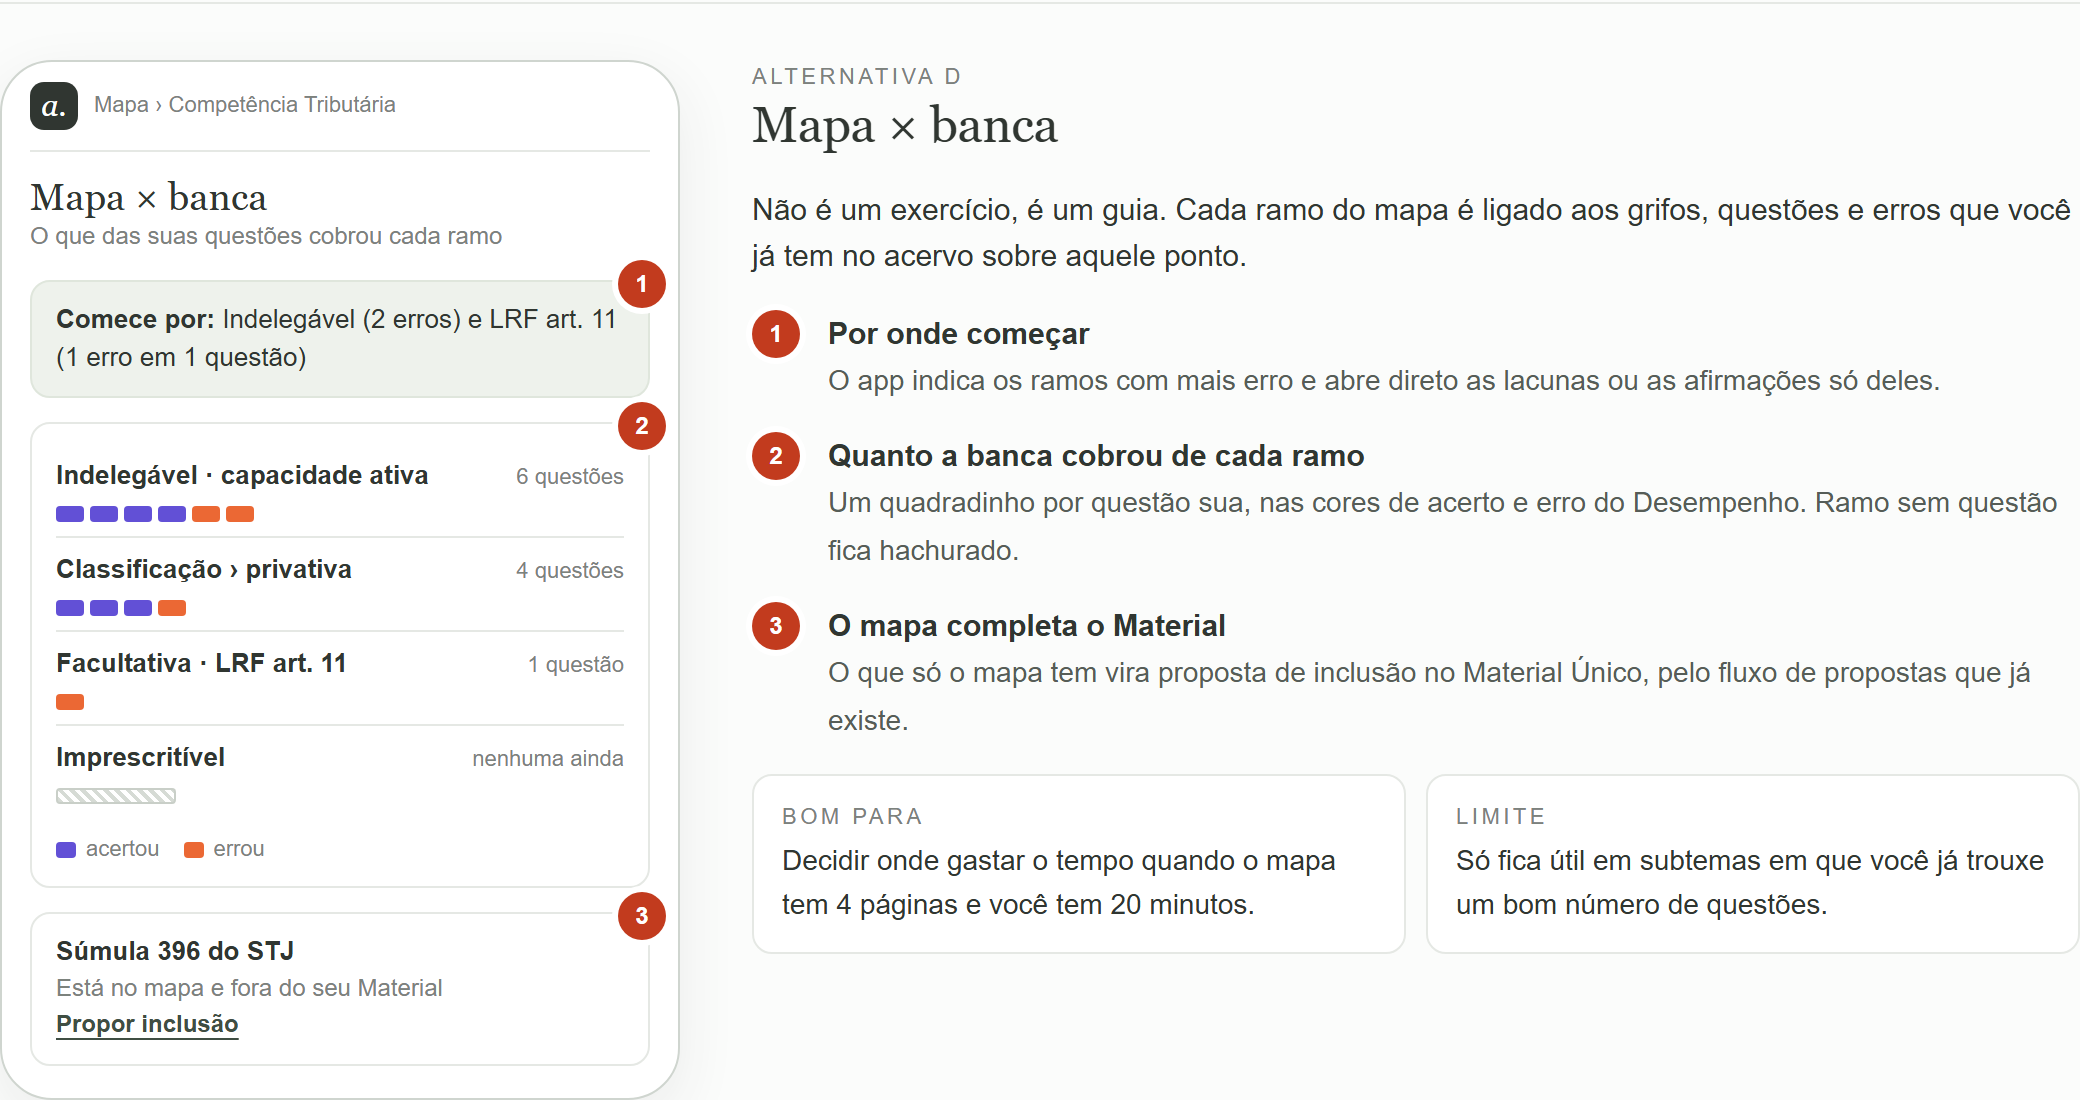 a.
Mapa › Competência Tributária
Mapa × banca
O que das suas questões cobrou cada ramo
1
Comece por: Indelegável (2 erros) e LRF art. 11
(1 erro em 1 questão)
2
Indelegável · capacidade ativa
6 questões
Classificação › privativa
4 questões
Facultativa · LRF art. 11
1 questão
Imprescritível
nenhuma ainda
acertou
errou
3
Súmula 396 do STJ
Está no mapa e fora do seu Material
Propor inclusão
ALTERNATIVA D
Mapa × banca
Não é um exercício, é um guia. Cada ramo do mapa é ligado aos grifos, questões e erros que você
já tem no acervo sobre aquele ponto.
1
Por onde começar
O app indica os ramos com mais erro e abre direto as lacunas ou as afirmações só deles.
2
Quanto a banca cobrou de cada ramo
Um quadradinho por questão sua, nas cores de acerto e erro do Desempenho. Ramo sem questão
fica hachurado.
3
O mapa completa o Material
O que só o mapa tem vira proposta de inclusão no Material Único, pelo fluxo de propostas que já
existe.
BOM PARA
Decidir onde gastar o tempo quando o mapa
tem 4 páginas e você tem 20 minutos.
LIMITE
Só fica útil em subtemas em que você já trouxe
um bom número de questões.